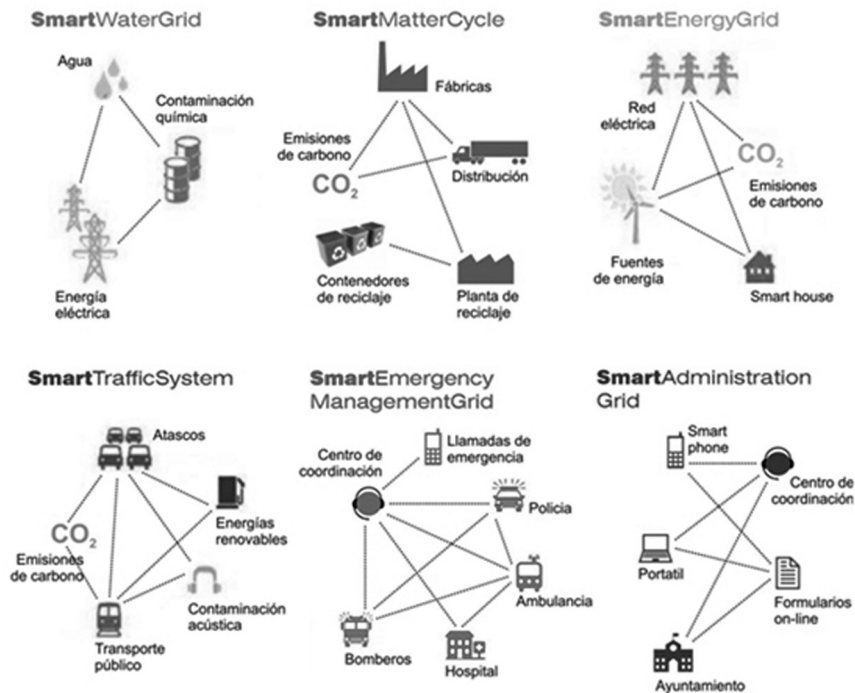 SmartWaterGrid
Agua
Contaminación
química
Energía
eléctrica
SmartMatterCycle
Fábricas
Emisiones
de carbono
CO2
Distribución
Contenedores
de reciclaje
Planta de
reciclaje
SmartEnergyGrid
Red
eléctrica
CO2
Emisiones
de carbono
Fuentes
de energía
Smart house
SmartTrafficSystem
Atascos
CO2
Emisiones
de carbono
Energías
renovables
Contaminación
acústica
Transporte
público
SmartEmergency
ManagementGrid
Llamadas de
emergencia
Centro de
coordinación
Policia
Ambulancia
Bomberos
Hospital
SmartAdministration
Grid
Smart
phone
Centro de
coordinación
Portatil
Formularios
on-line
Ayuntamiento